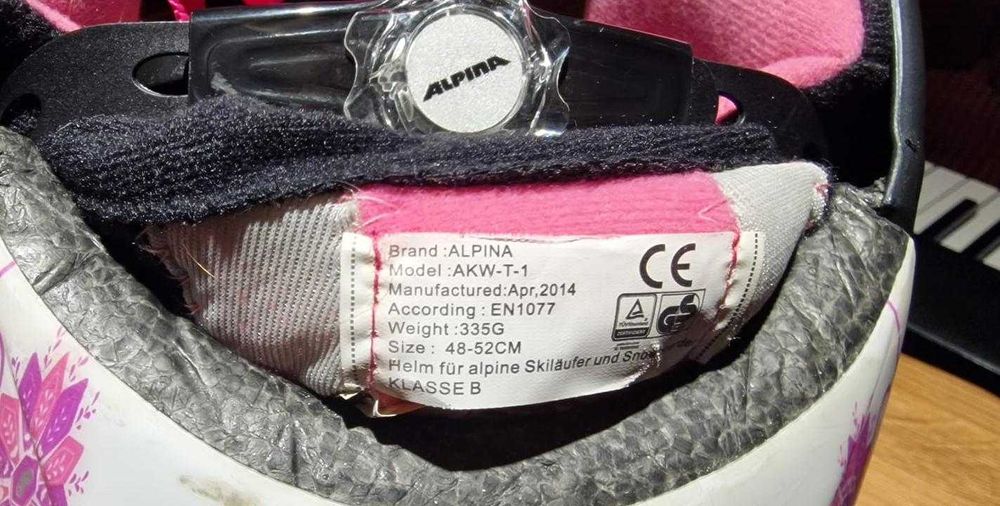 ALPINA
Brand :ALPINA
Model :AKW-T-1
Manufactured:Apr,2014
According : EN1077
Weight :335G
Size : 48-52CM
Helm für alpine Skiläufer und
KLASSE B
CE
GS